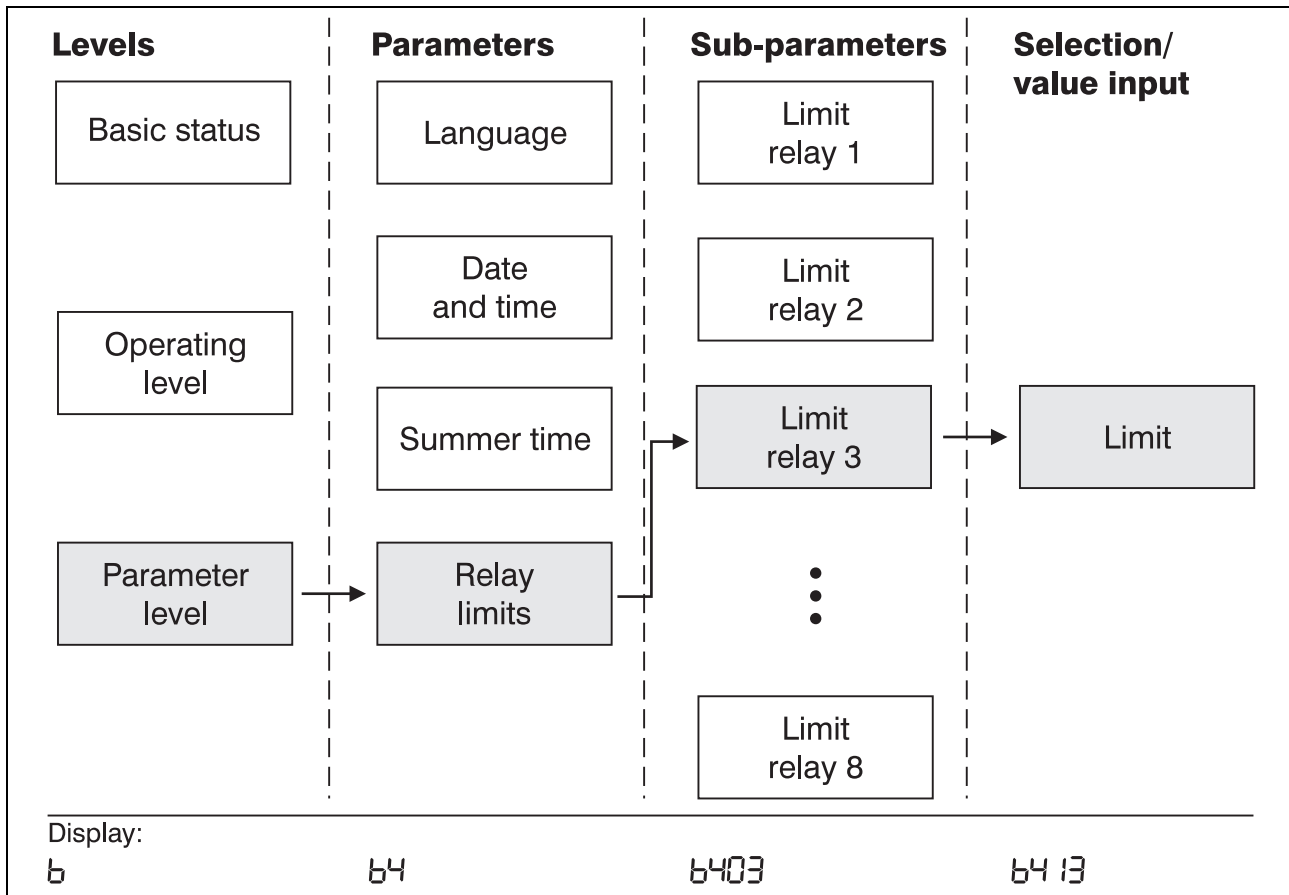 Levels
Parameters
Sub-parameters
Selection/
value input
Basic status
Language
Limit
relay 1
Date
and time
Limit
relay 2
Operating
level
Summer time
Limit
relay 3
Limit
Parameter
level
Relay
limits
Limit
relay 8
Display:
b
b4
b403
b413